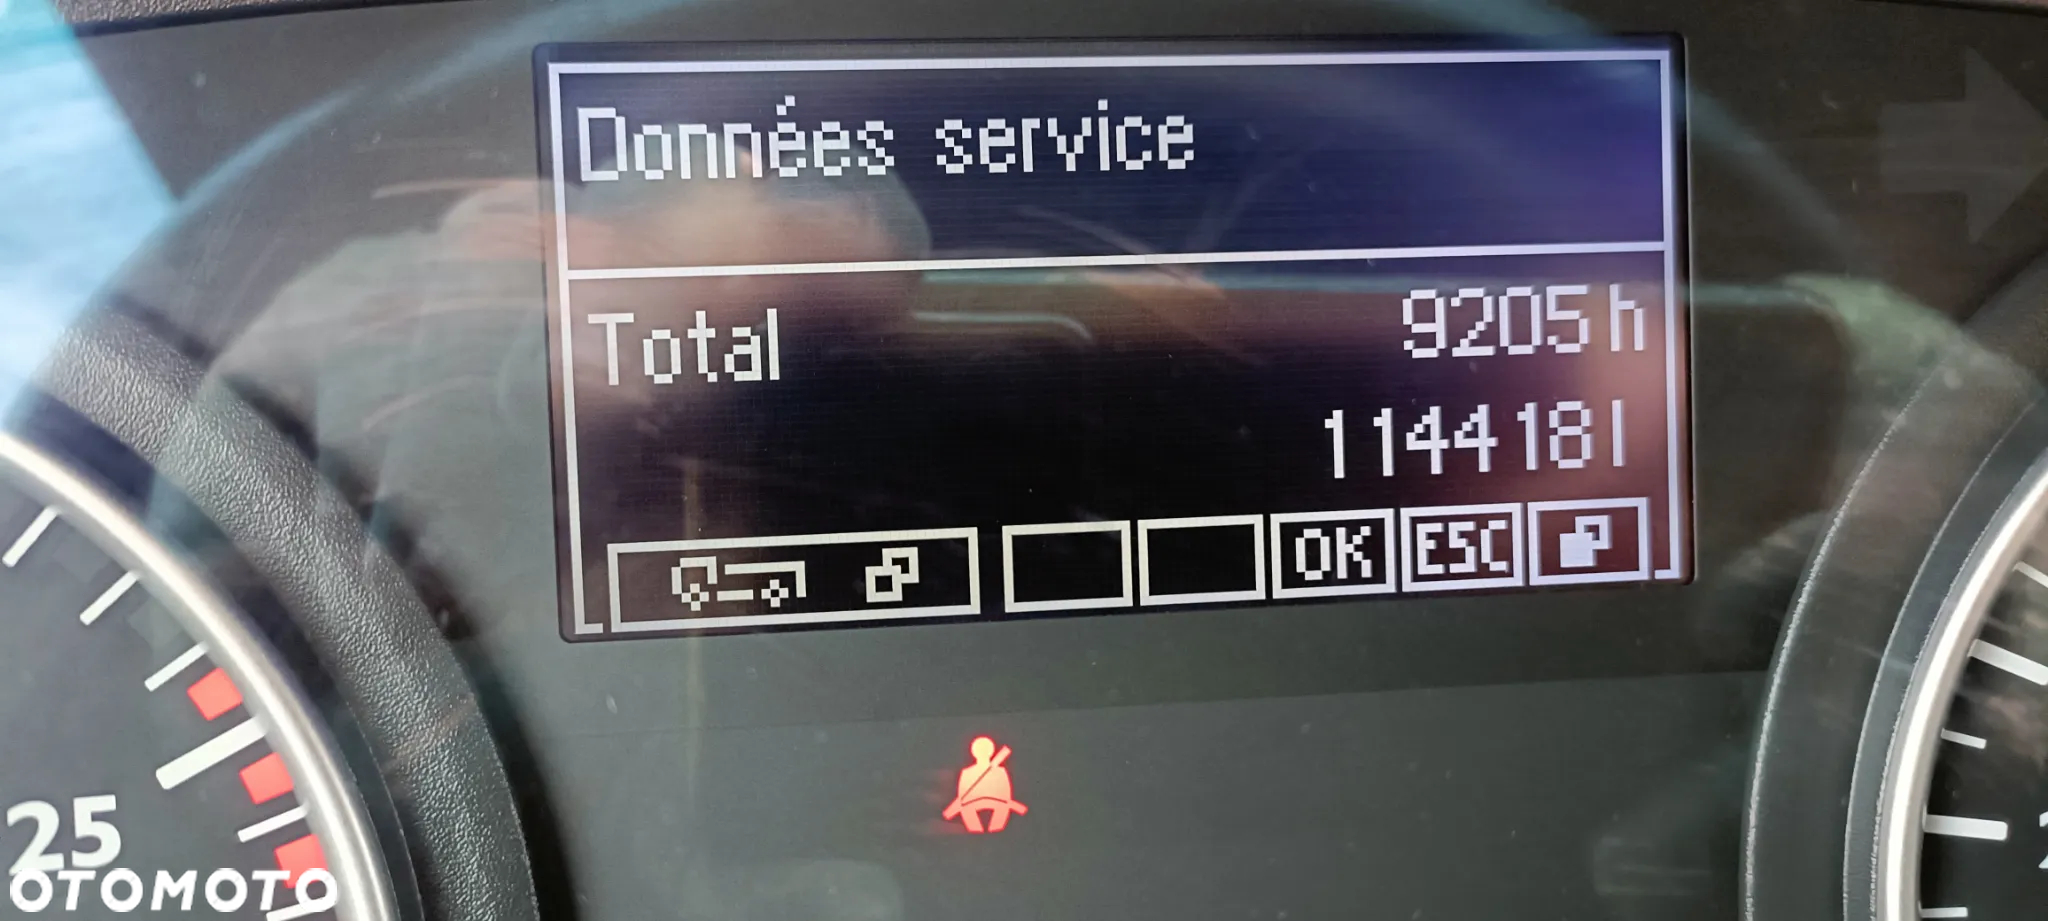 Données service
Total 9205 h
114418 l
OK ESC
25
OTOMOTO